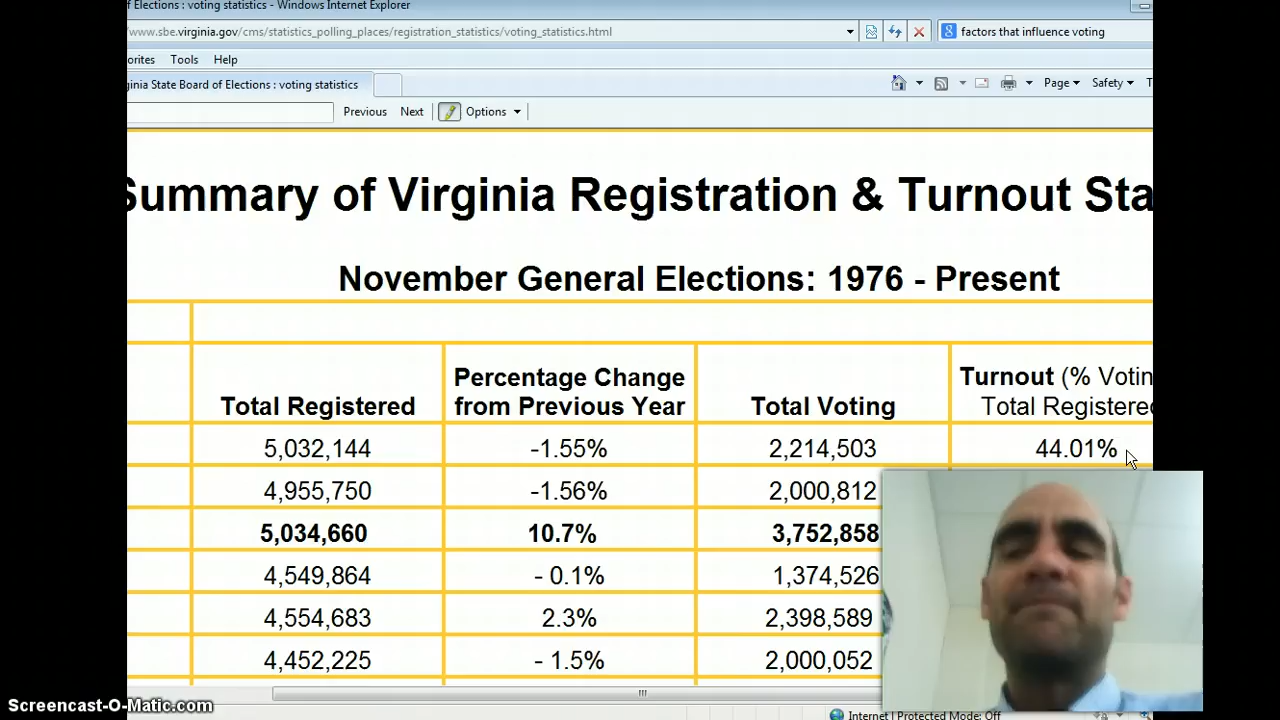 f Elections : voting statistics - Windows Internet Explorer
/www.sbe.virginia.gov/cms/statistics_polling_places/registration_statistics/voting_statistics.html
factors that influence voting
orites Tools Help
ginia State Board of Elections : voting statistics
Page Safety T
Previous Next Options
Summary of Virginia Registration & Turnout Sta
November General Elections: 1976 - Present
Total Registered
Percentage Change
from Previous Year
Total Voting
Turnout (% Votin
Total Registered
5,032,144 -1.55% 2,214,503 44.01%
4,955,750 -1.56% 2,000,812
5,034,660 10.7% 3,752,858
4,549,864 - 0.1% 1,374,526
4,554,683 2.3% 2,398,589
4,452,225 - 1.5% 2,000,052
Internet | Protected Mode: Off
Screencast-O-Matic.com